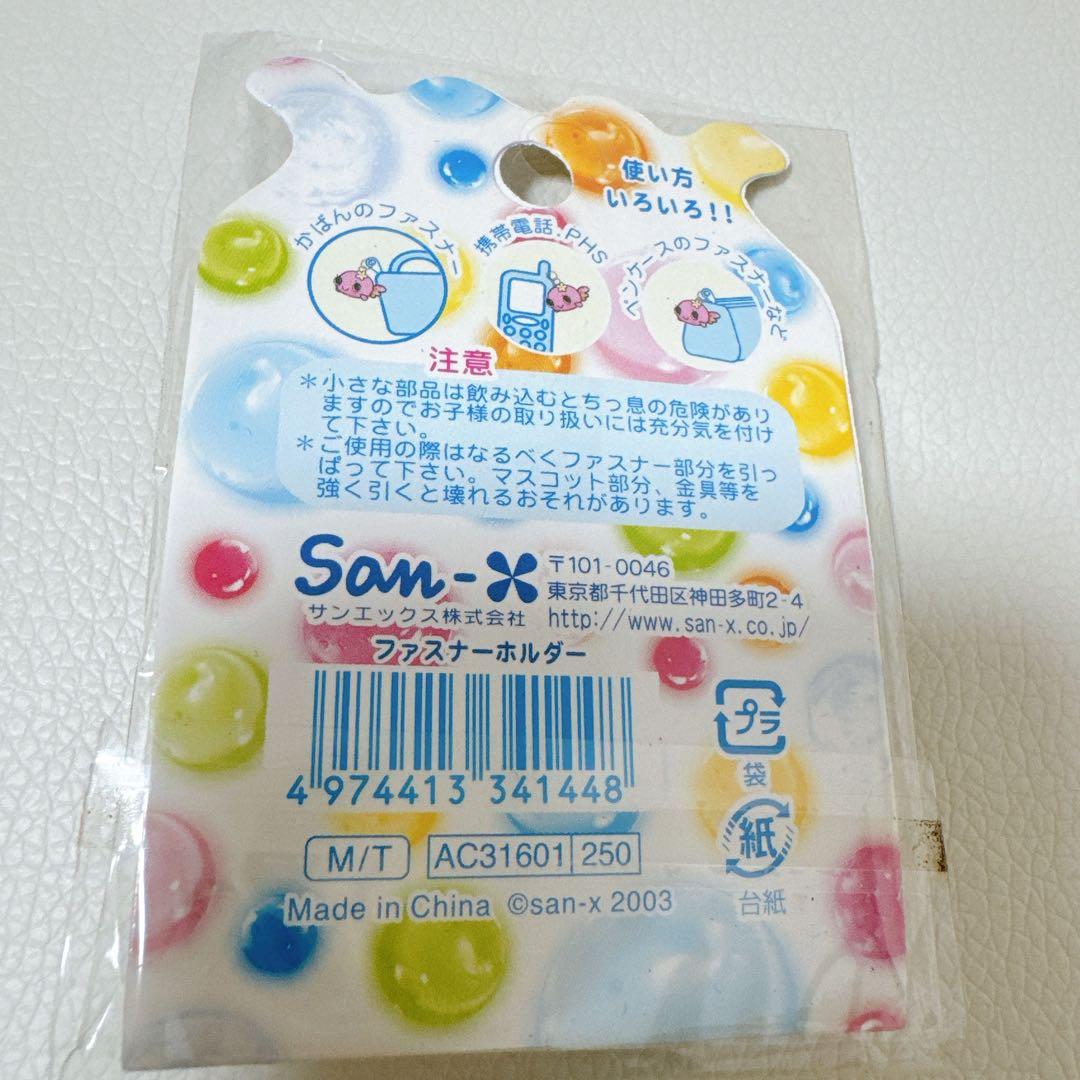 使い方
いろいろ!!
かばんのファスナー
携帯電話.PHS
ペンケースのファスナーなど
注意
*小さな部品は飲み込むとちっ息の危険があり
ますのでお子様の取り扱いには充分気を付け
て下さい。
*ご使用の際はなるべくファスナー部分を引っ
ぱって下さい。マスコット部分、金具等を
強く引くと壊れるおそれがあります。
San-X
〒101-0046
東京都千代田区神田多町2-4
サンエックス株式会社
http://www.san-x.co.jp/
ファスナーホルダー
4 974413 341448
プラ
袋
紙
台紙
M/T
AC31601 250
Made in China ©san-x 2003